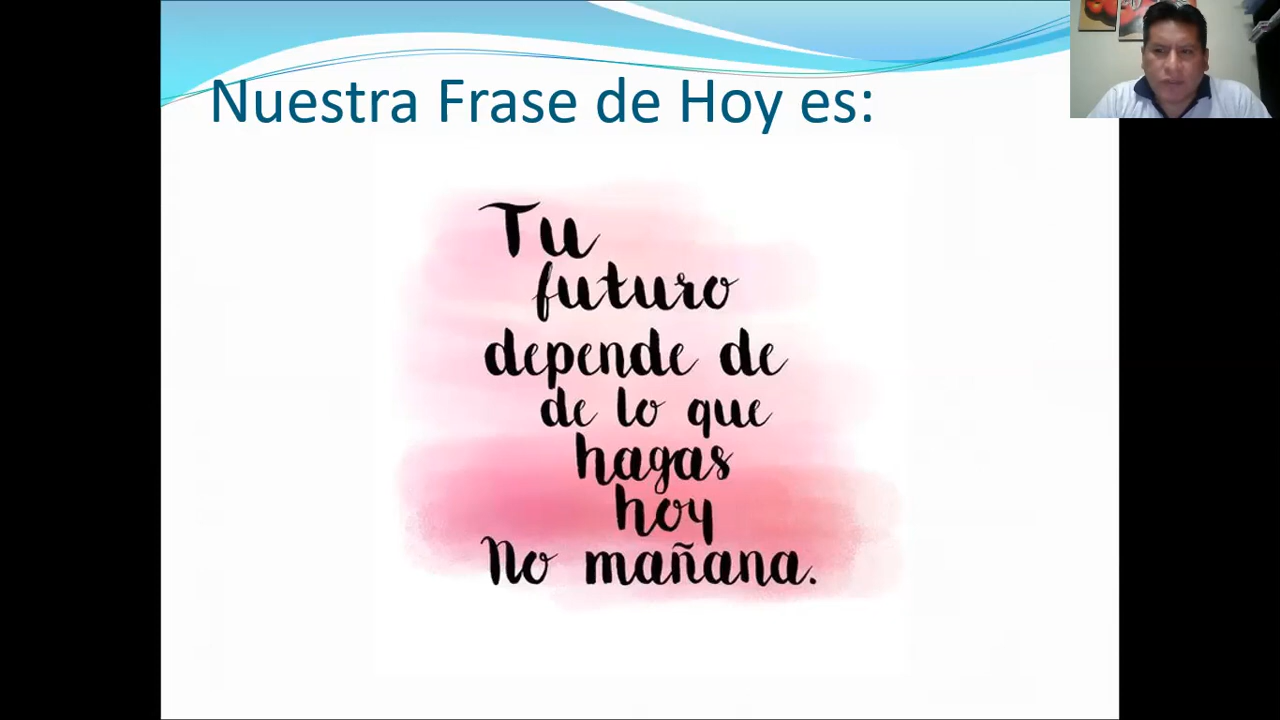 Nuestra Frase de Hoy es:
Tu
futuro
depende de
de lo que
hagas
hoy
No mañana.